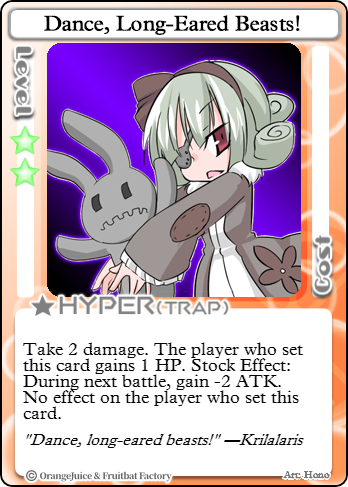 Dance, Long-Eared Beasts!
Level
Cost
HYPER(TRAP)
Take 2 damage. The player who set
this card gains 1 HP. Stock Effect:
During next battle, gain -2 ATK.
No effect on the player who set this
card.
"Dance, long-eared beasts!" —Krilalaris
© OrangeJuice & Fruitbat Factory
Art: Hono